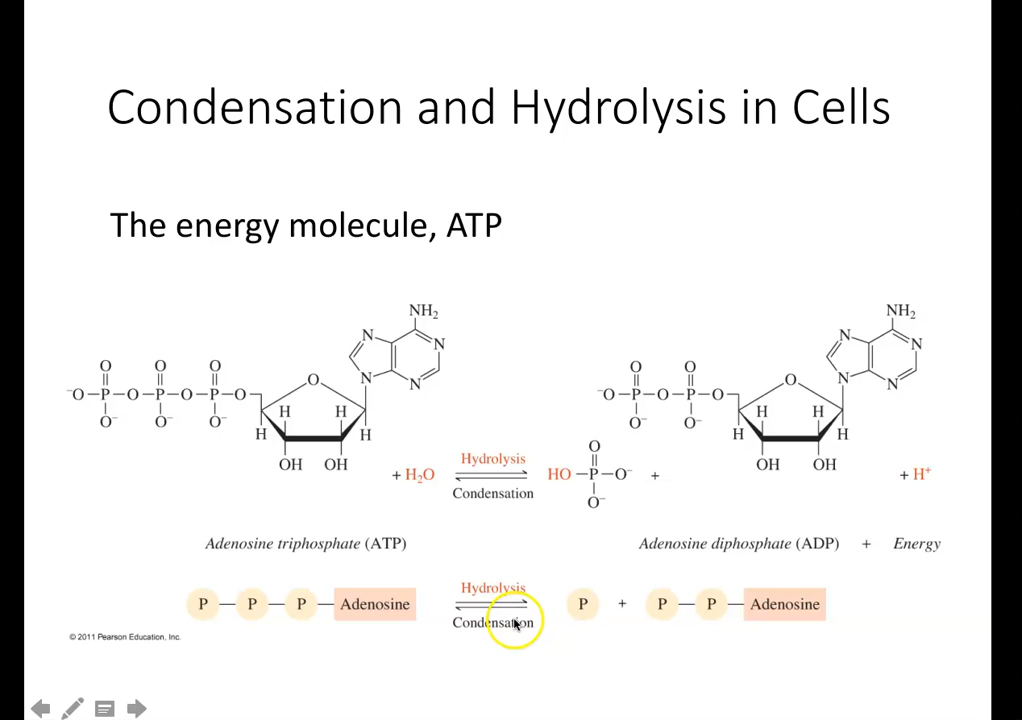 Condensation and Hydrolysis in Cells
The energy molecule, ATP
NH₂ NH₂
N N N N
O O O O O
⁻O—P—O—P—O—P—O O N N ⁻O—P—O—P—O O N N
O⁻ O⁻ O⁻ H H O⁻ O⁻ H H
H H H H
OH OH OH OH
+ H₂O Hydrolysis HO—P—O⁻ + + H⁺
O
Condensation
O⁻
Adenosine triphosphate (ATP) Adenosine diphosphate (ADP) + Energy
Hydrolysis
P — P — P — Adenosine P + P — P — Adenosine
Condensation
© 2011 Pearson Education, Inc.